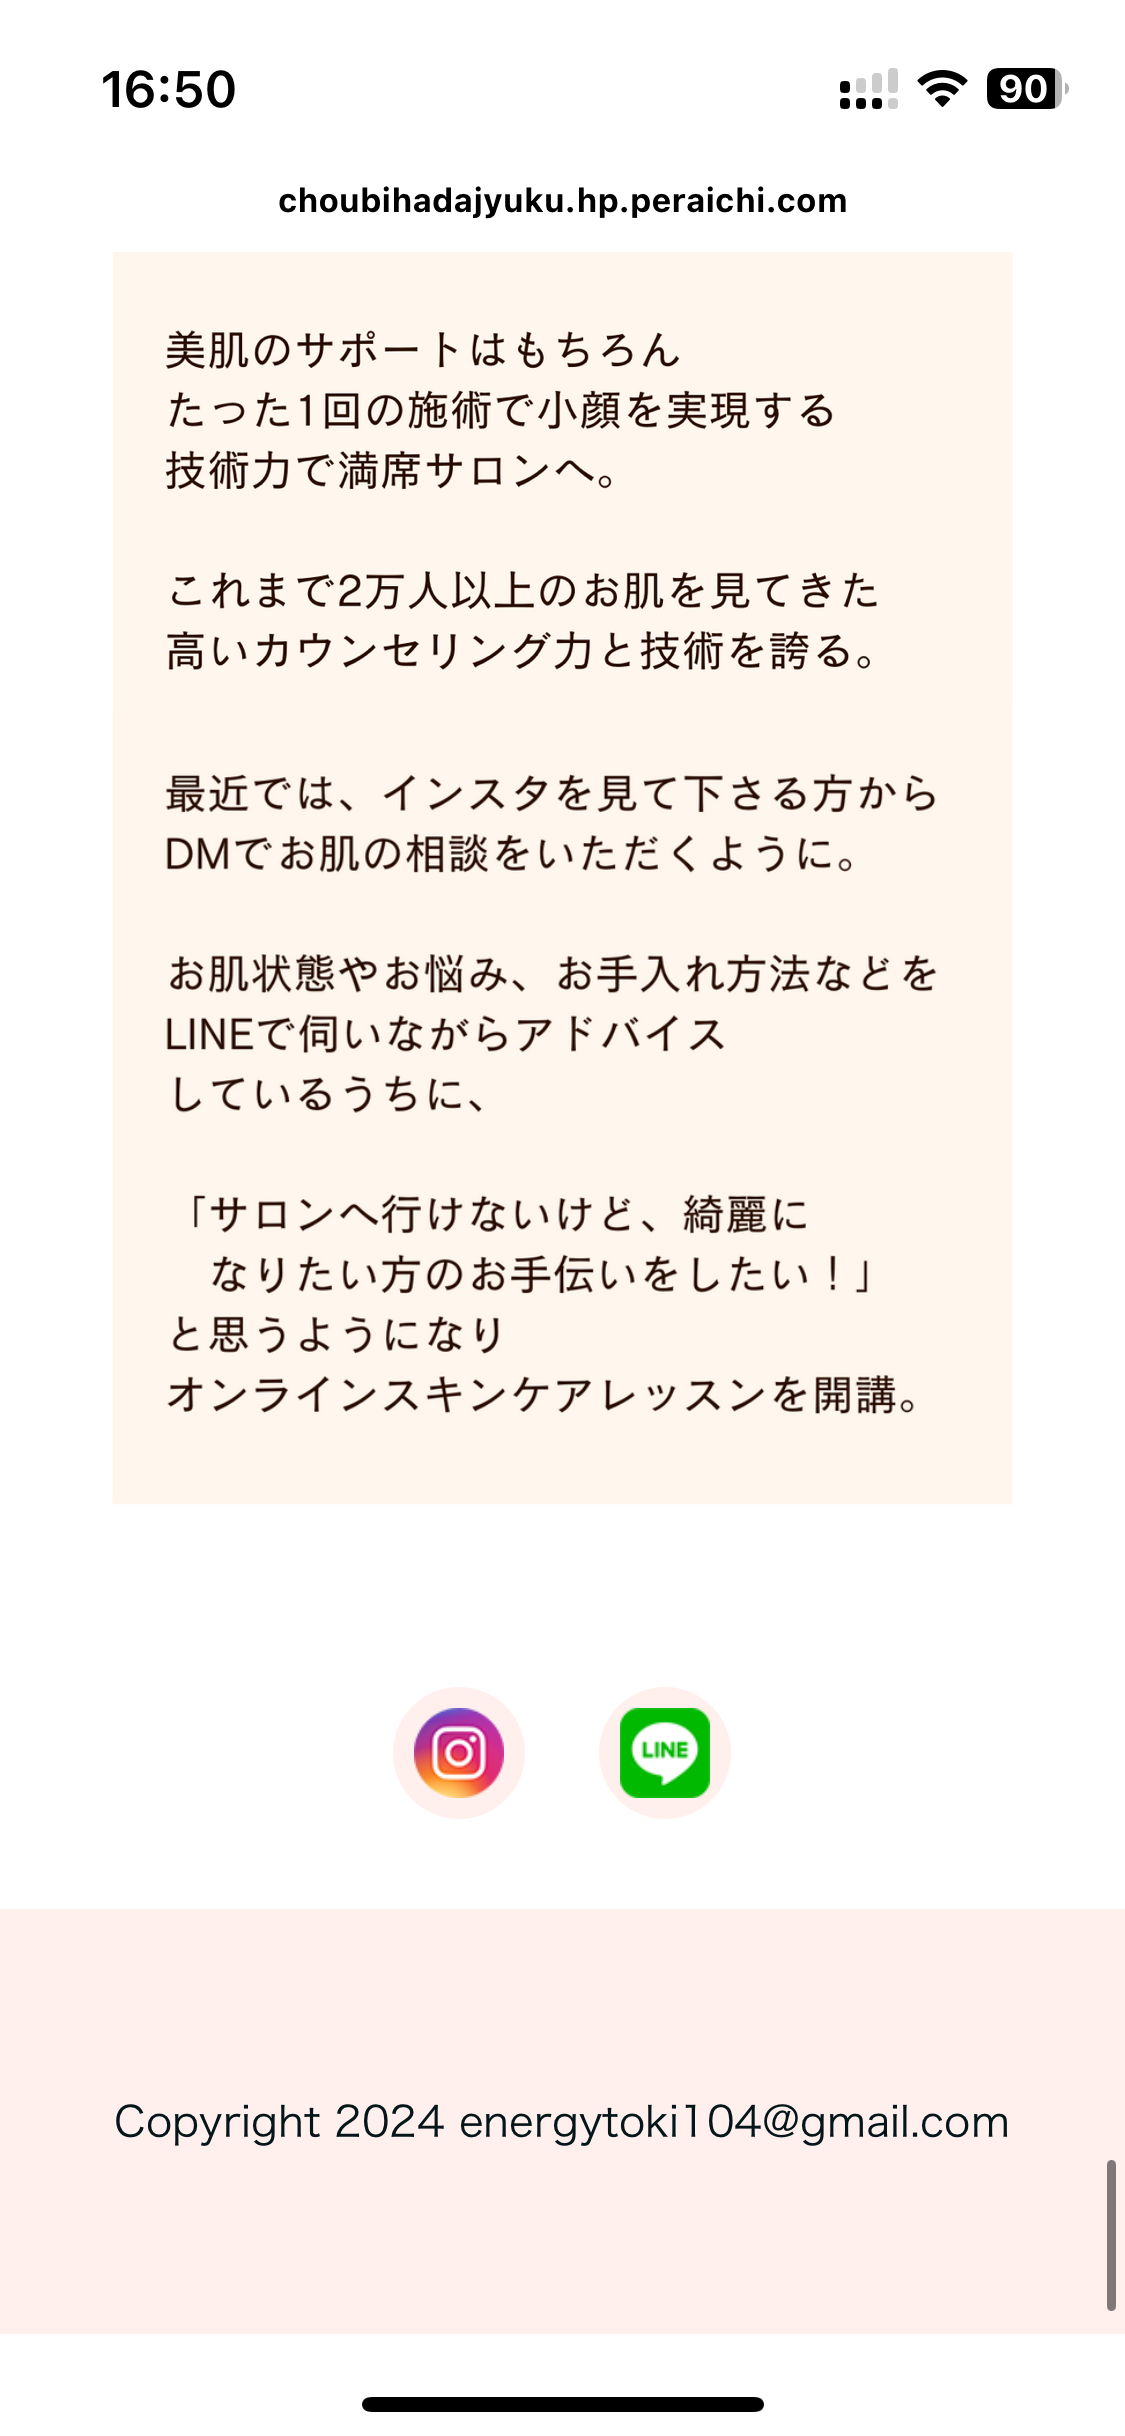 16:50
90
choubihadajyuku.hp.peraichi.com
美肌のサポートはもちろん
たった1回の施術で小顔を実現する
技術力で満席サロンへ。
これまで2万人以上のお肌を見てきた
高いカウンセリング力と技術を誇る。
最近では、インスタを見て下さる方から
DMでお肌の相談をいただくように。
お肌状態やお悩み、お手入れ方法などを
LINEで伺いながらアドバイス
しているうちに、
「サロンへ行けないけど、綺麗に
なりたい方のお手伝いをしたい！」
と思うようになり
オンラインスキンケアレッスンを開講。
LINE
Copyright 2024 energytoki104@gmail.com